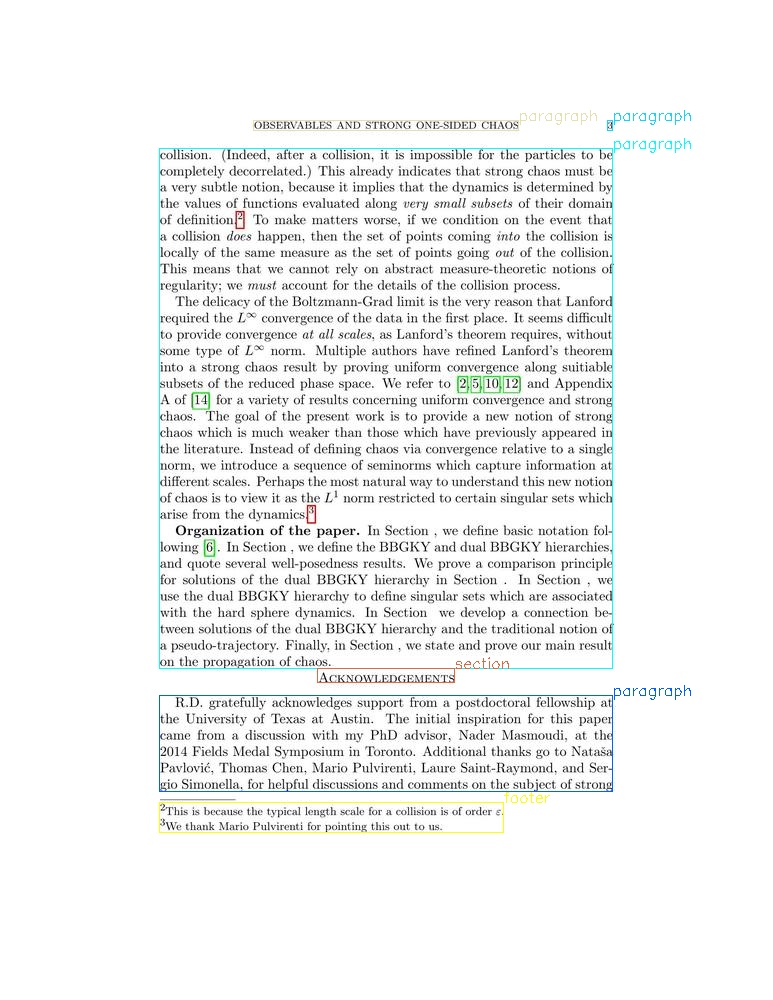 paragraph paragraph
OBSERVABLES AND STRONG ONE-SIDED CHAOS 3
paragraph
collision. (Indeed, after a collision, it is impossible for the particles to be
completely decorrelated.) This already indicates that strong chaos must be
a very subtle notion, because it implies that the dynamics is determined by
the values of functions evaluated along very small subsets of their domain
of definition.2 To make matters worse, if we condition on the event that
a collision does happen, then the set of points coming into the collision is
locally of the same measure as the set of points going out of the collision.
This means that we cannot rely on abstract measure-theoretic notions of
regularity; we must account for the details of the collision process.
The delicacy of the Boltzmann-Grad limit is the very reason that Lanford
required the L∞ convergence of the data in the first place. It seems difficult
to provide convergence at all scales, as Lanford's theorem requires, without
some type of L∞ norm. Multiple authors have refined Lanford's theorem
into a strong chaos result by proving uniform convergence along suitiable
subsets of the reduced phase space. We refer to [2, 5, 10, 12] and Appendix
A of [14] for a variety of results concerning uniform convergence and strong
chaos. The goal of the present work is to provide a new notion of strong
chaos which is much weaker than those which have previously appeared in
the literature. Instead of defining chaos via convergence relative to a single
norm, we introduce a sequence of seminorms which capture information at
different scales. Perhaps the most natural way to understand this new notion
of chaos is to view it as the L1 norm restricted to certain singular sets which
arise from the dynamics.3
Organization of the paper. In Section , we define basic notation fol-
lowing [6]. In Section , we define the BBGKY and dual BBGKY hierarchies,
and quote several well-posedness results. We prove a comparison principle
for solutions of the dual BBGKY hierarchy in Section . In Section , we
use the dual BBGKY hierarchy to define singular sets which are associated
with the hard sphere dynamics. In Section we develop a connection be-
tween solutions of the dual BBGKY hierarchy and the traditional notion of
a pseudo-trajectory. Finally, in Section , we state and prove our main result
on the propagation of chaos.
section
Acknowledgements
paragraph
R.D. gratefully acknowledges support from a postdoctoral fellowship at
the University of Texas at Austin. The initial inspiration for this paper
came from a discussion with my PhD advisor, Nader Masmoudi, at the
2014 Fields Medal Symposium in Toronto. Additional thanks go to Nataša
Pavlović, Thomas Chen, Mario Pulvirenti, Laure Saint-Raymond, and Ser-
gio Simonella, for helpful discussions and comments on the subject of strong
footer
2This is because the typical length scale for a collision is of order ε.
3We thank Mario Pulvirenti for pointing this out to us.